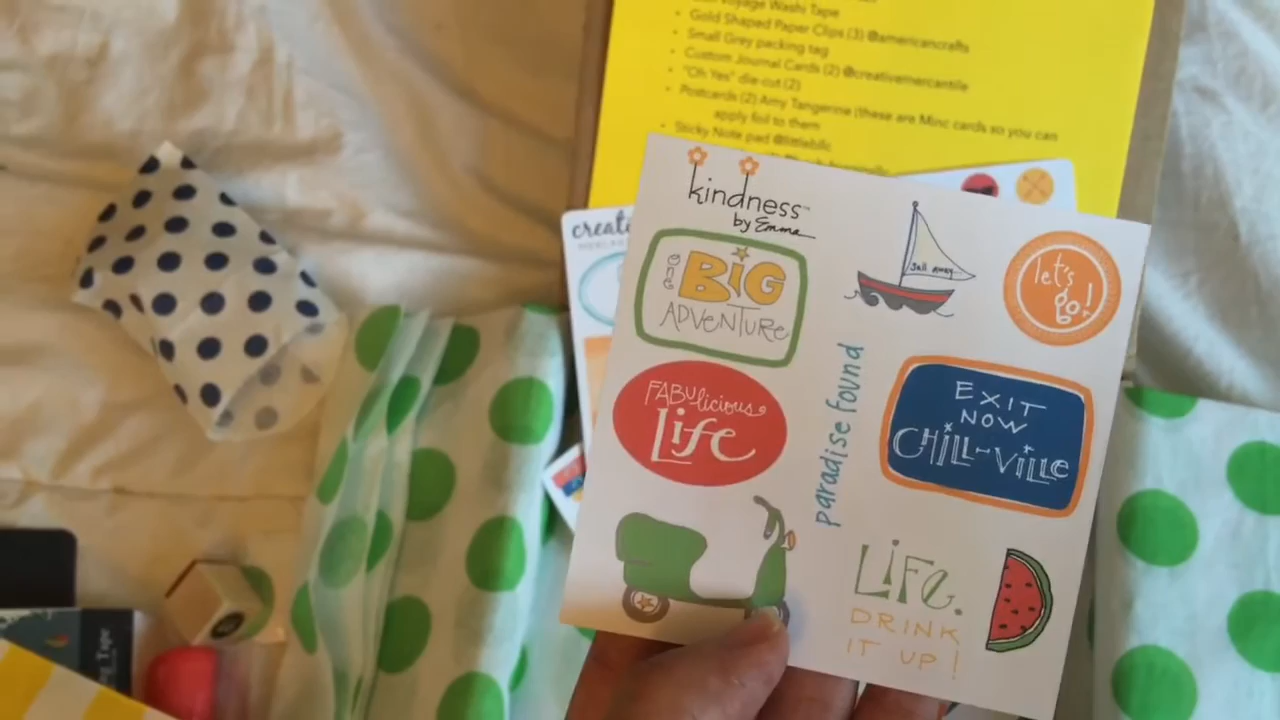 Voyage Washi Tape
• Gold Shaped Paper Clips (3) @americancrafts
• Small Grey packing tag
• Custom Journal Cards (2) @creativemercantile
• "Oh Yes" die-cut (2)
• Postcards (2) Amy Tangerine (these are Minc cards so you can
apply foil to them
• Sticky Note pad
kindness™
by Emma
one
BIG
ADVENTURE
Sail Away
let's
go!
FABulicious
Life
paradise found
EXIT
NOW
CHiLL-ViLLe
LiFe.
DRINK
IT UP!